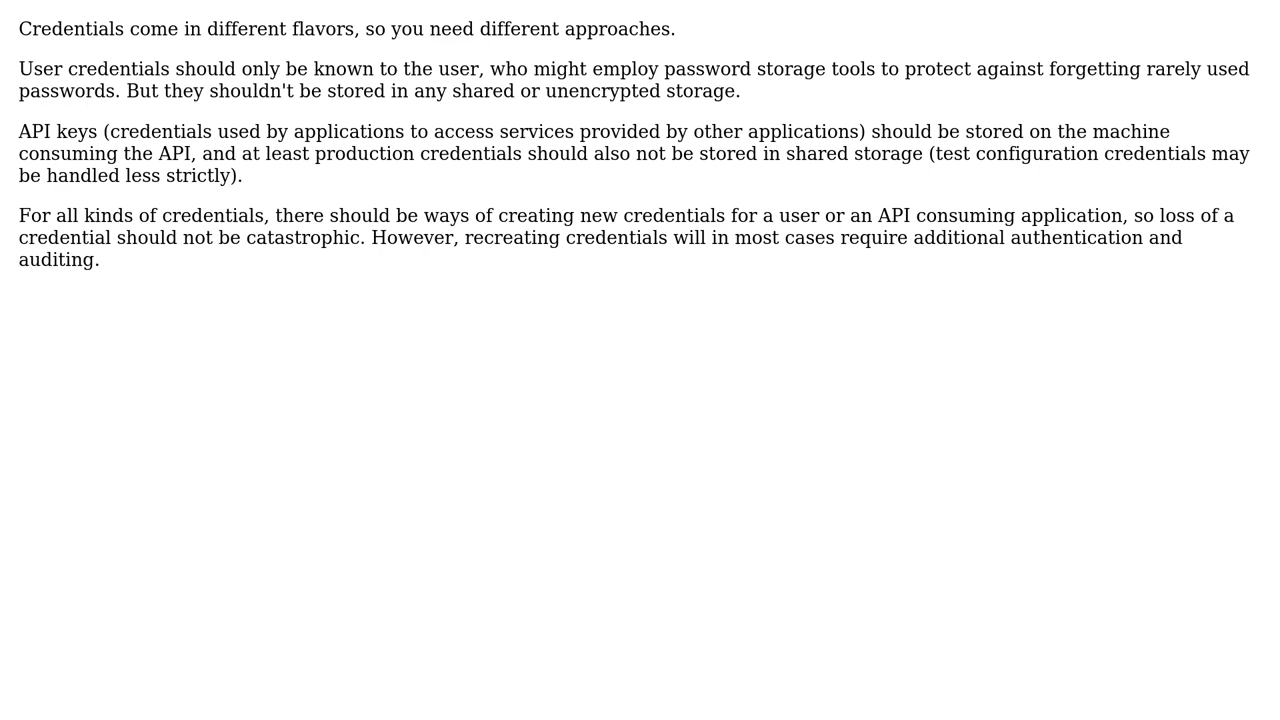 Credentials come in different flavors, so you need different approaches.
User credentials should only be known to the user, who might employ password storage tools to protect against forgetting rarely used
passwords. But they shouldn't be stored in any shared or unencrypted storage.
API keys (credentials used by applications to access services provided by other applications) should be stored on the machine
consuming the API, and at least production credentials should also not be stored in shared storage (test configuration credentials may
be handled less strictly).
For all kinds of credentials, there should be ways of creating new credentials for a user or an API consuming application, so loss of a
credential should not be catastrophic. However, recreating credentials will in most cases require additional authentication and
auditing.